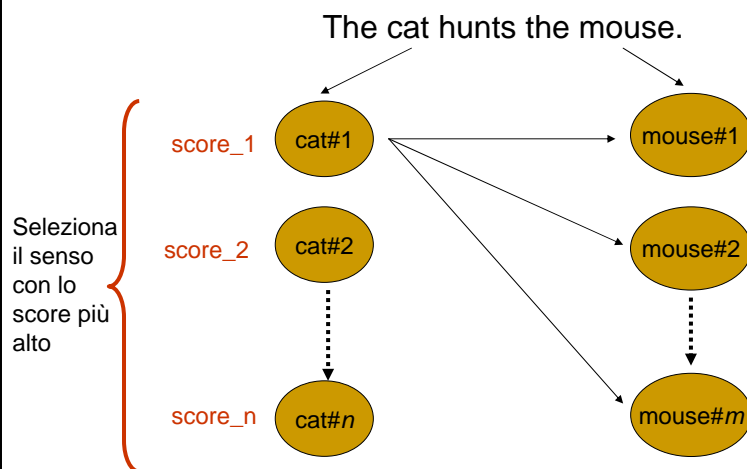 The cat hunts the mouse.
score_1
cat#1
mouse#1
Seleziona
il senso
con lo
score più
alto
score_2
cat#2
mouse#2
score_n
cat#n
mouse#m